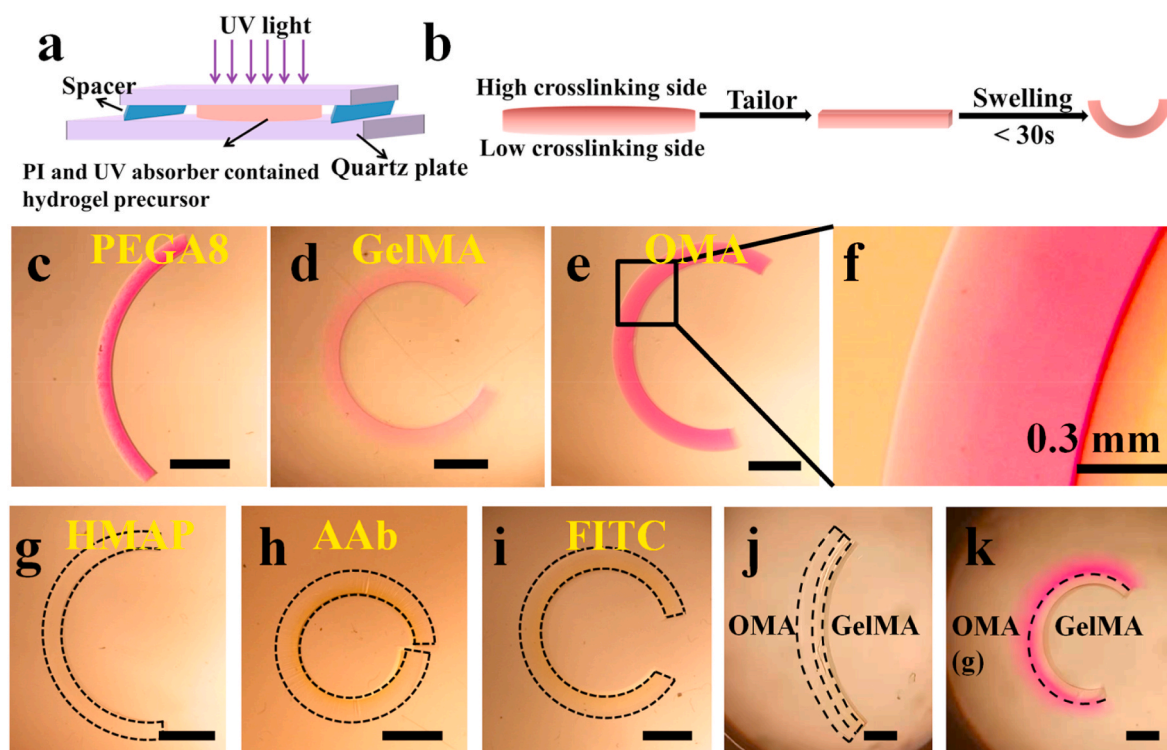 a
UV light
Spacer
PI and UV absorber contained
hydrogel precursor
Quartz plate
b
High crosslinking side
Low crosslinking side
Tailor
Swelling
< 30s
c
PEGA8
d
GelMA
e
OMA
f
0.3 mm
g
HMAP
h
AAb
i
FITC
j
OMA
GelMA
k
OMA
(g)
GelMA